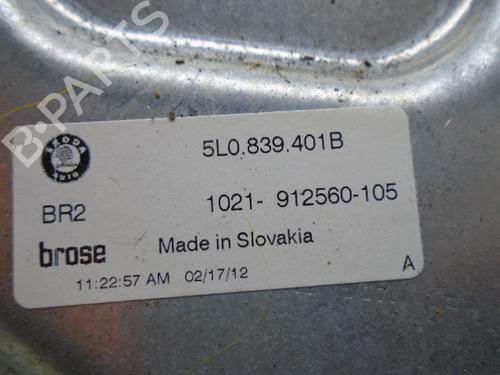 B-PARTS
ŠKODA
AUTO
5L0.839.401B
BR2
1021- 912560-105
brose
Made in Slovakia
11:22:57 AM 02/17/12
A